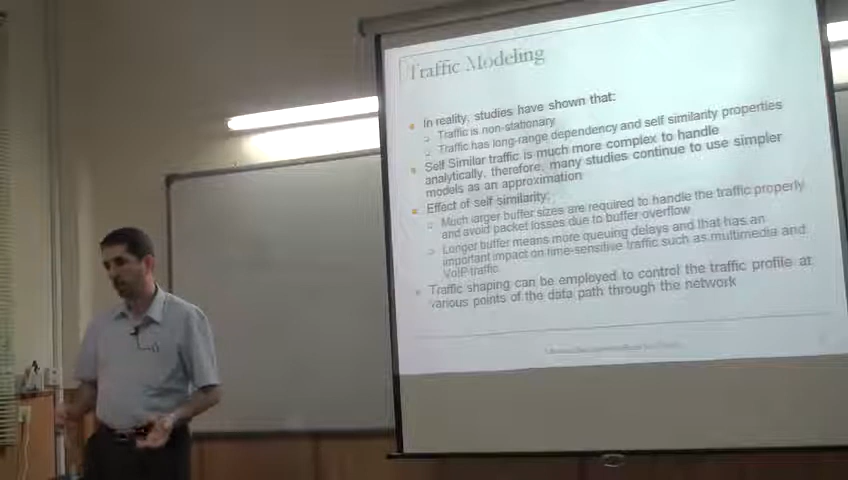 Traffic Modeling
In reality, studies have shown that:
Traffic is non-stationary
Traffic has long-range dependency and self similarity properties
Self Similar traffic is much more complex to handle
analytically, therefore, many studies continue to use simpler
models as an approximation
Effect of self similarity:
Much larger buffer sizes are required to handle the traffic properly
and avoid packet losses due to buffer overflow
Longer buffer means more queuing delays and that has an
important impact on time-sensitive traffic such as multimedia and
VoIP traffic
Traffic shaping can be employed to control the traffic profile at
various points of the data path through the network